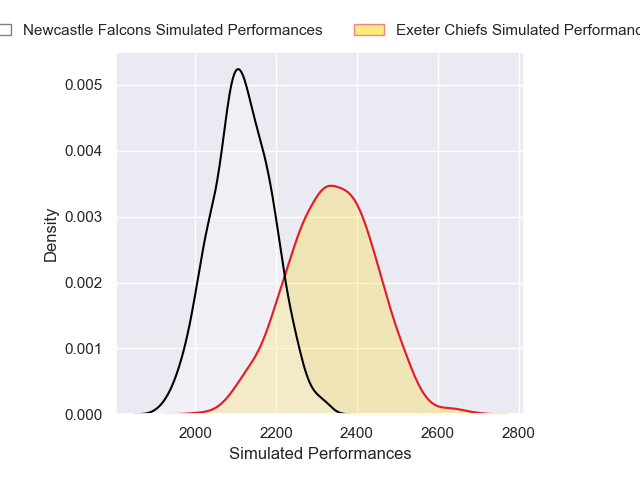 Newcastle Falcons Simulated Performances
Exeter Chiefs Simulated Performanc
0.005
0.004
0.003
0.002
0.001
0.000
Density
2000 2200 2400 2600 2800
Simulated Performances